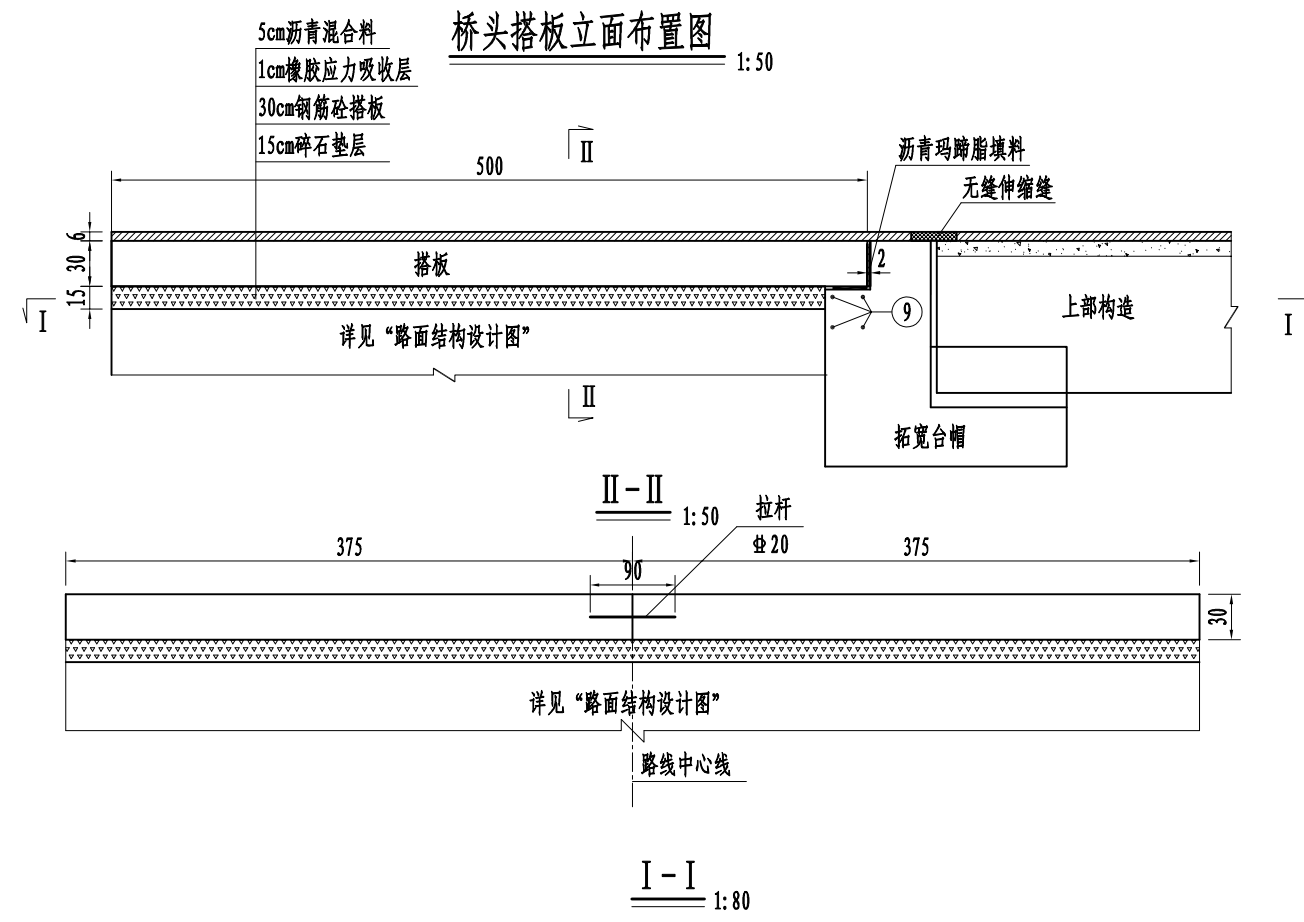 桥头搭板立面布置图
1:50
5cm沥青混合料
1cm橡胶应力吸收层
30cm钢筋砼搭板
15cm碎石垫层
Ⅱ
沥青玛蹄脂填料
500
无缝伸缩缝
6
30
15
搭板
2
Ⅰ
9
上部构造
Ⅰ
详见“路面结构设计图”
Ⅱ
拓宽台帽
Ⅱ-Ⅱ
1:50
拉杆
Φ20
375
375
90
30
详见“路面结构设计图”
路线中心线
Ⅰ-Ⅰ
1:80